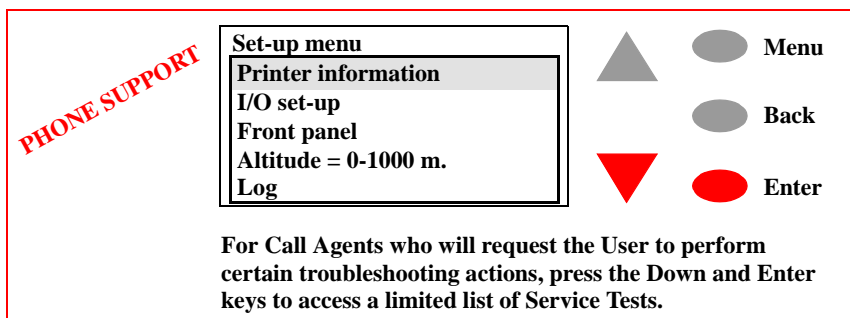 PHONE SUPPORT
Set-up menu
Printer information
I/O set-up
Front panel
Altitude = 0-1000 m.
Log
Menu
Back
Enter
For Call Agents who will request the User to perform
certain troubleshooting actions, press the Down and Enter
keys to access a limited list of Service Tests.